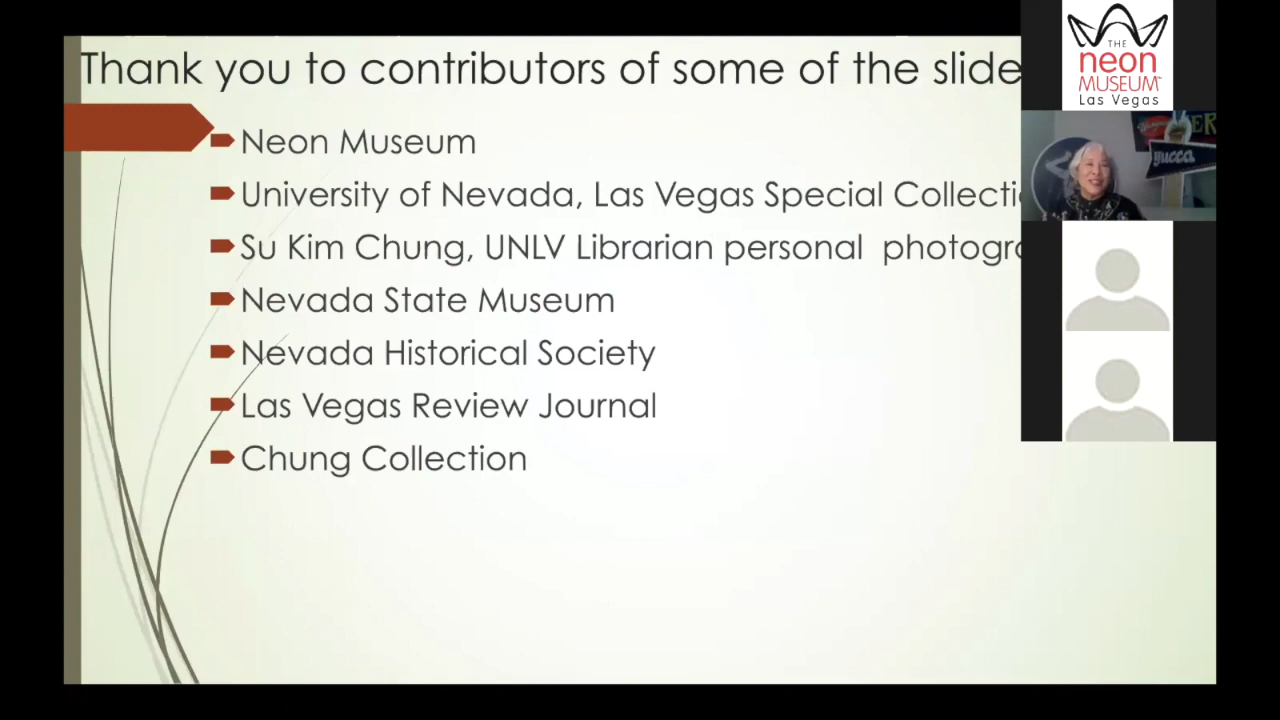 Thank you to contributors of some of the slide
Neon Museum
University of Nevada, Las Vegas Special Collecti
Su Kim Chung, UNLV Librarian personal photogr
Nevada State Museum
Nevada Historical Society
Las Vegas Review Journal
Chung Collection
THE
neon
MUSEUM
Las Vegas
yucca